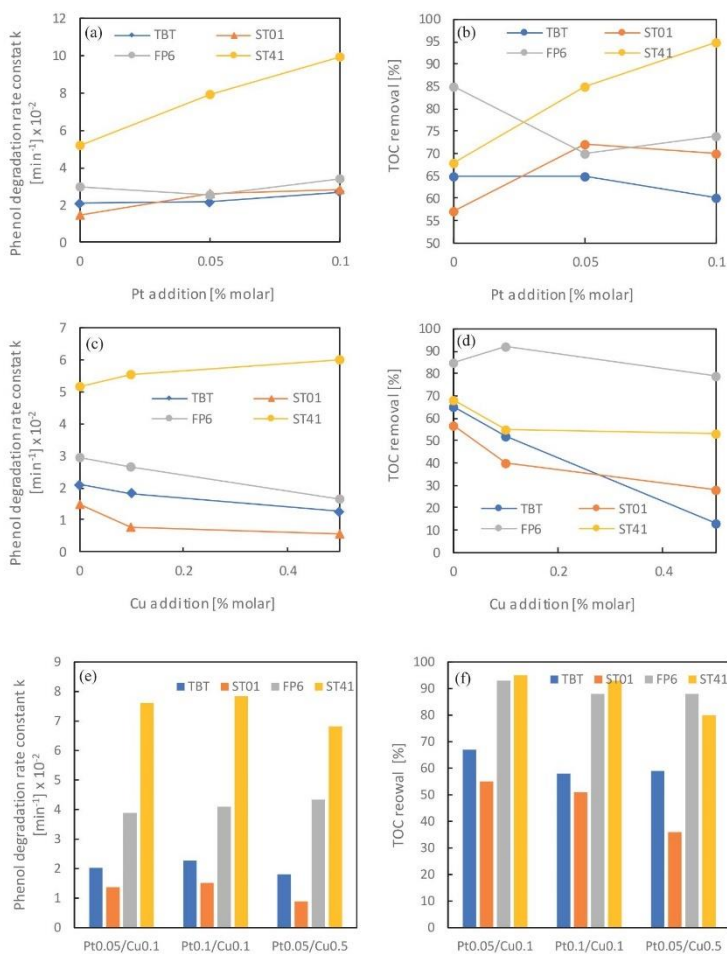 (a)
TBT
ST01
FP6
ST41
Phenol degradation rate constat k
[min⁻¹] x 10⁻²
12
10
8
6
4
2
0
0
0.05
0.1
Pt addition [% molar]
(b)
TBT
ST01
FP6
ST41
TOC removal [%]
100
95
90
85
80
75
70
65
60
55
50
0
0.05
0.1
Pt addition [% molar]
(c)
TBT
ST01
FP6
ST41
Phenol degradation rate constat k
[min⁻¹] x 10⁻²
7
6
5
4
3
2
1
0
0
0.2
0.4
Cu addition [% molar]
(d)
TBT
ST01
FP6
ST41
TOC removal [%]
100
90
80
70
60
50
40
30
20
10
0
0
0.2
0.4
Cu addition [% molar]
(e)
TBT ST01 FP6 ST41
Phenol degradation rate constant k
[min⁻¹] x 10⁻²
9
8
7
6
5
4
3
2
1
0
Pt0.05/Cu0.1 Pt0.1/Cu0.1 Pt0.05/Cu0.5
(f)
TBT ST01 FP6 ST41
TOC reowal [%]
100
90
80
70
60
50
40
30
20
10
0
Pt0.05/Cu0.1 Pt0.1/Cu0.1 Pt0.05/Cu0.5